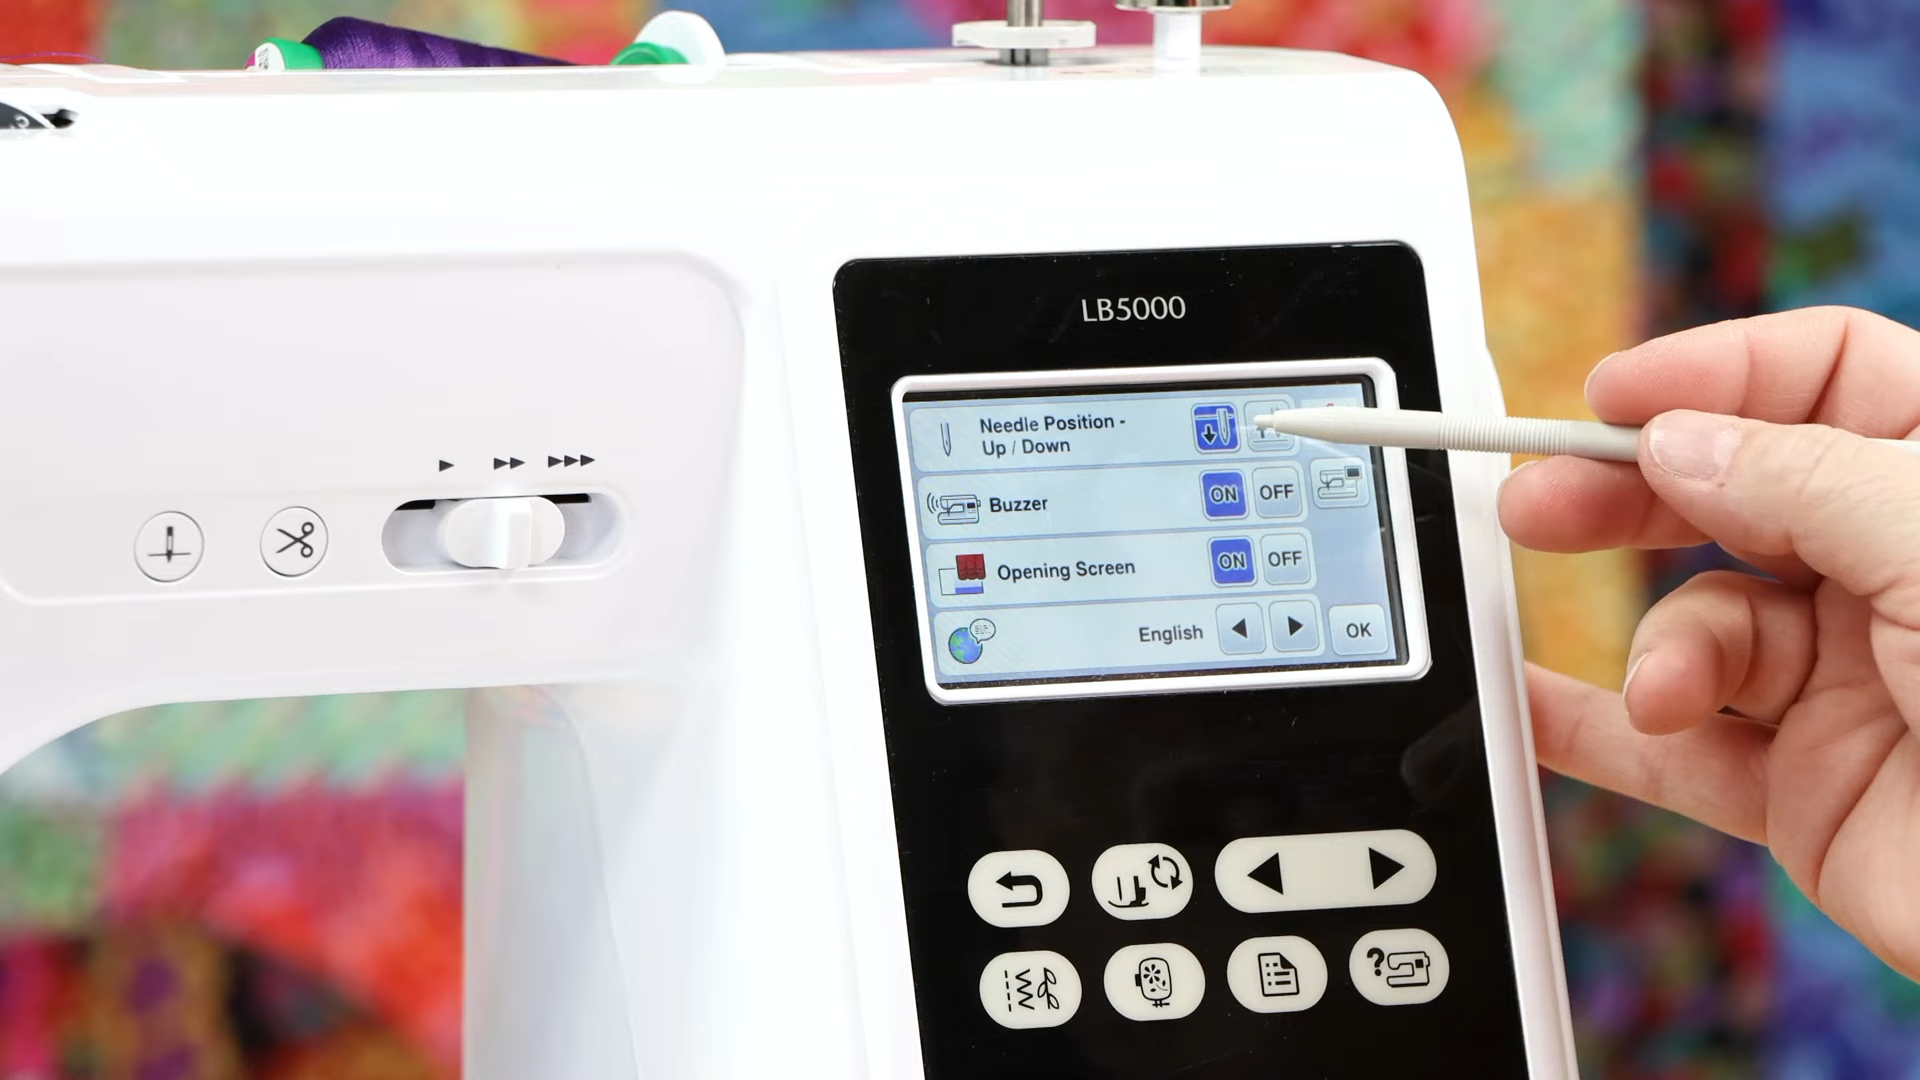 LB5000
Needle Position -
Up / Down
Buzzer
ON OFF
Opening Screen
ON OFF
English
OK
?